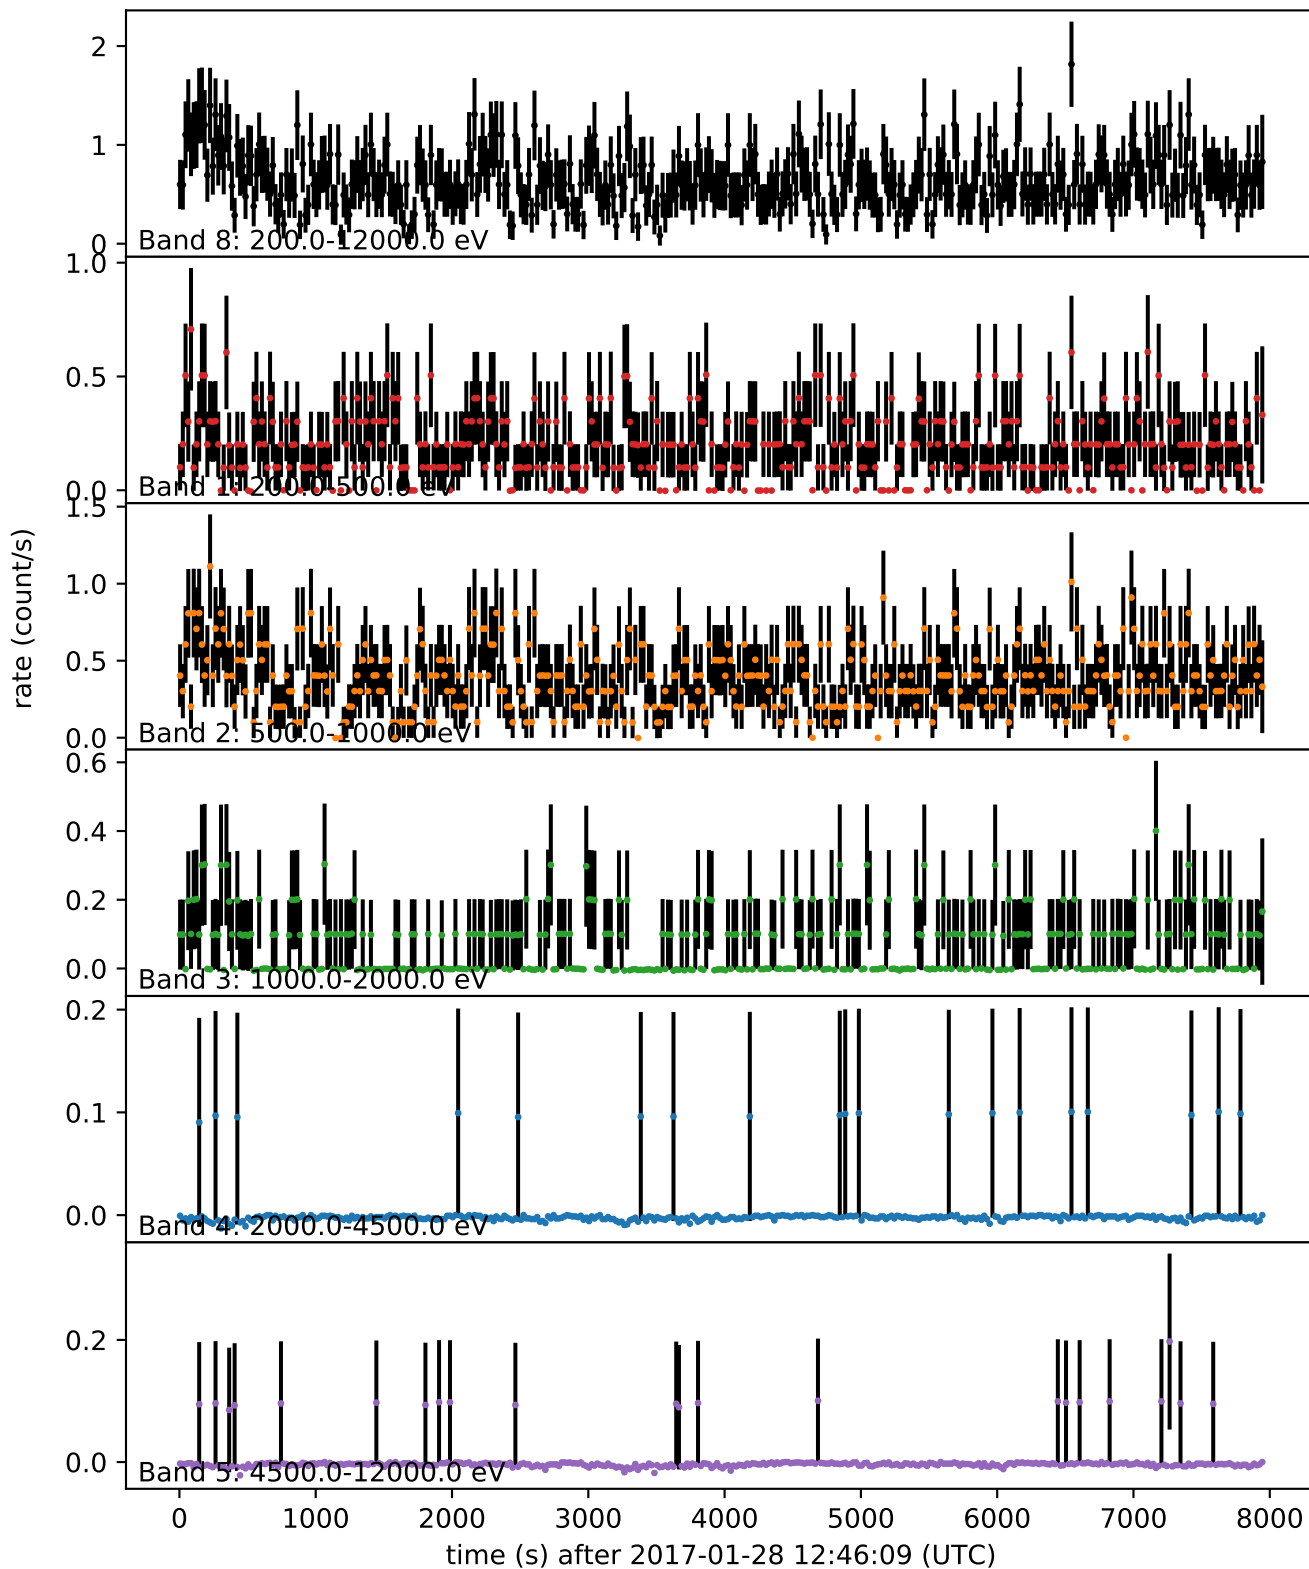 2
1
0
Band 8: 200.0-12000.0 eV
1.0
0.5
0.0
Band 1: 200.0-500.0 eV
1.5
1.0
0.5
0.0
Band 2: 500.0-1000.0 eV
rate (count/s)
0.6
0.4
0.2
0.0
Band 3: 1000.0-2000.0 eV
0.2
0.1
0.0
Band 4: 2000.0-4500.0 eV
0.2
0.0
Band 5: 4500.0-12000.0 eV
0 1000 2000 3000 4000 5000 6000 7000 8000
time (s) after 2017-01-28 12:46:09 (UTC)